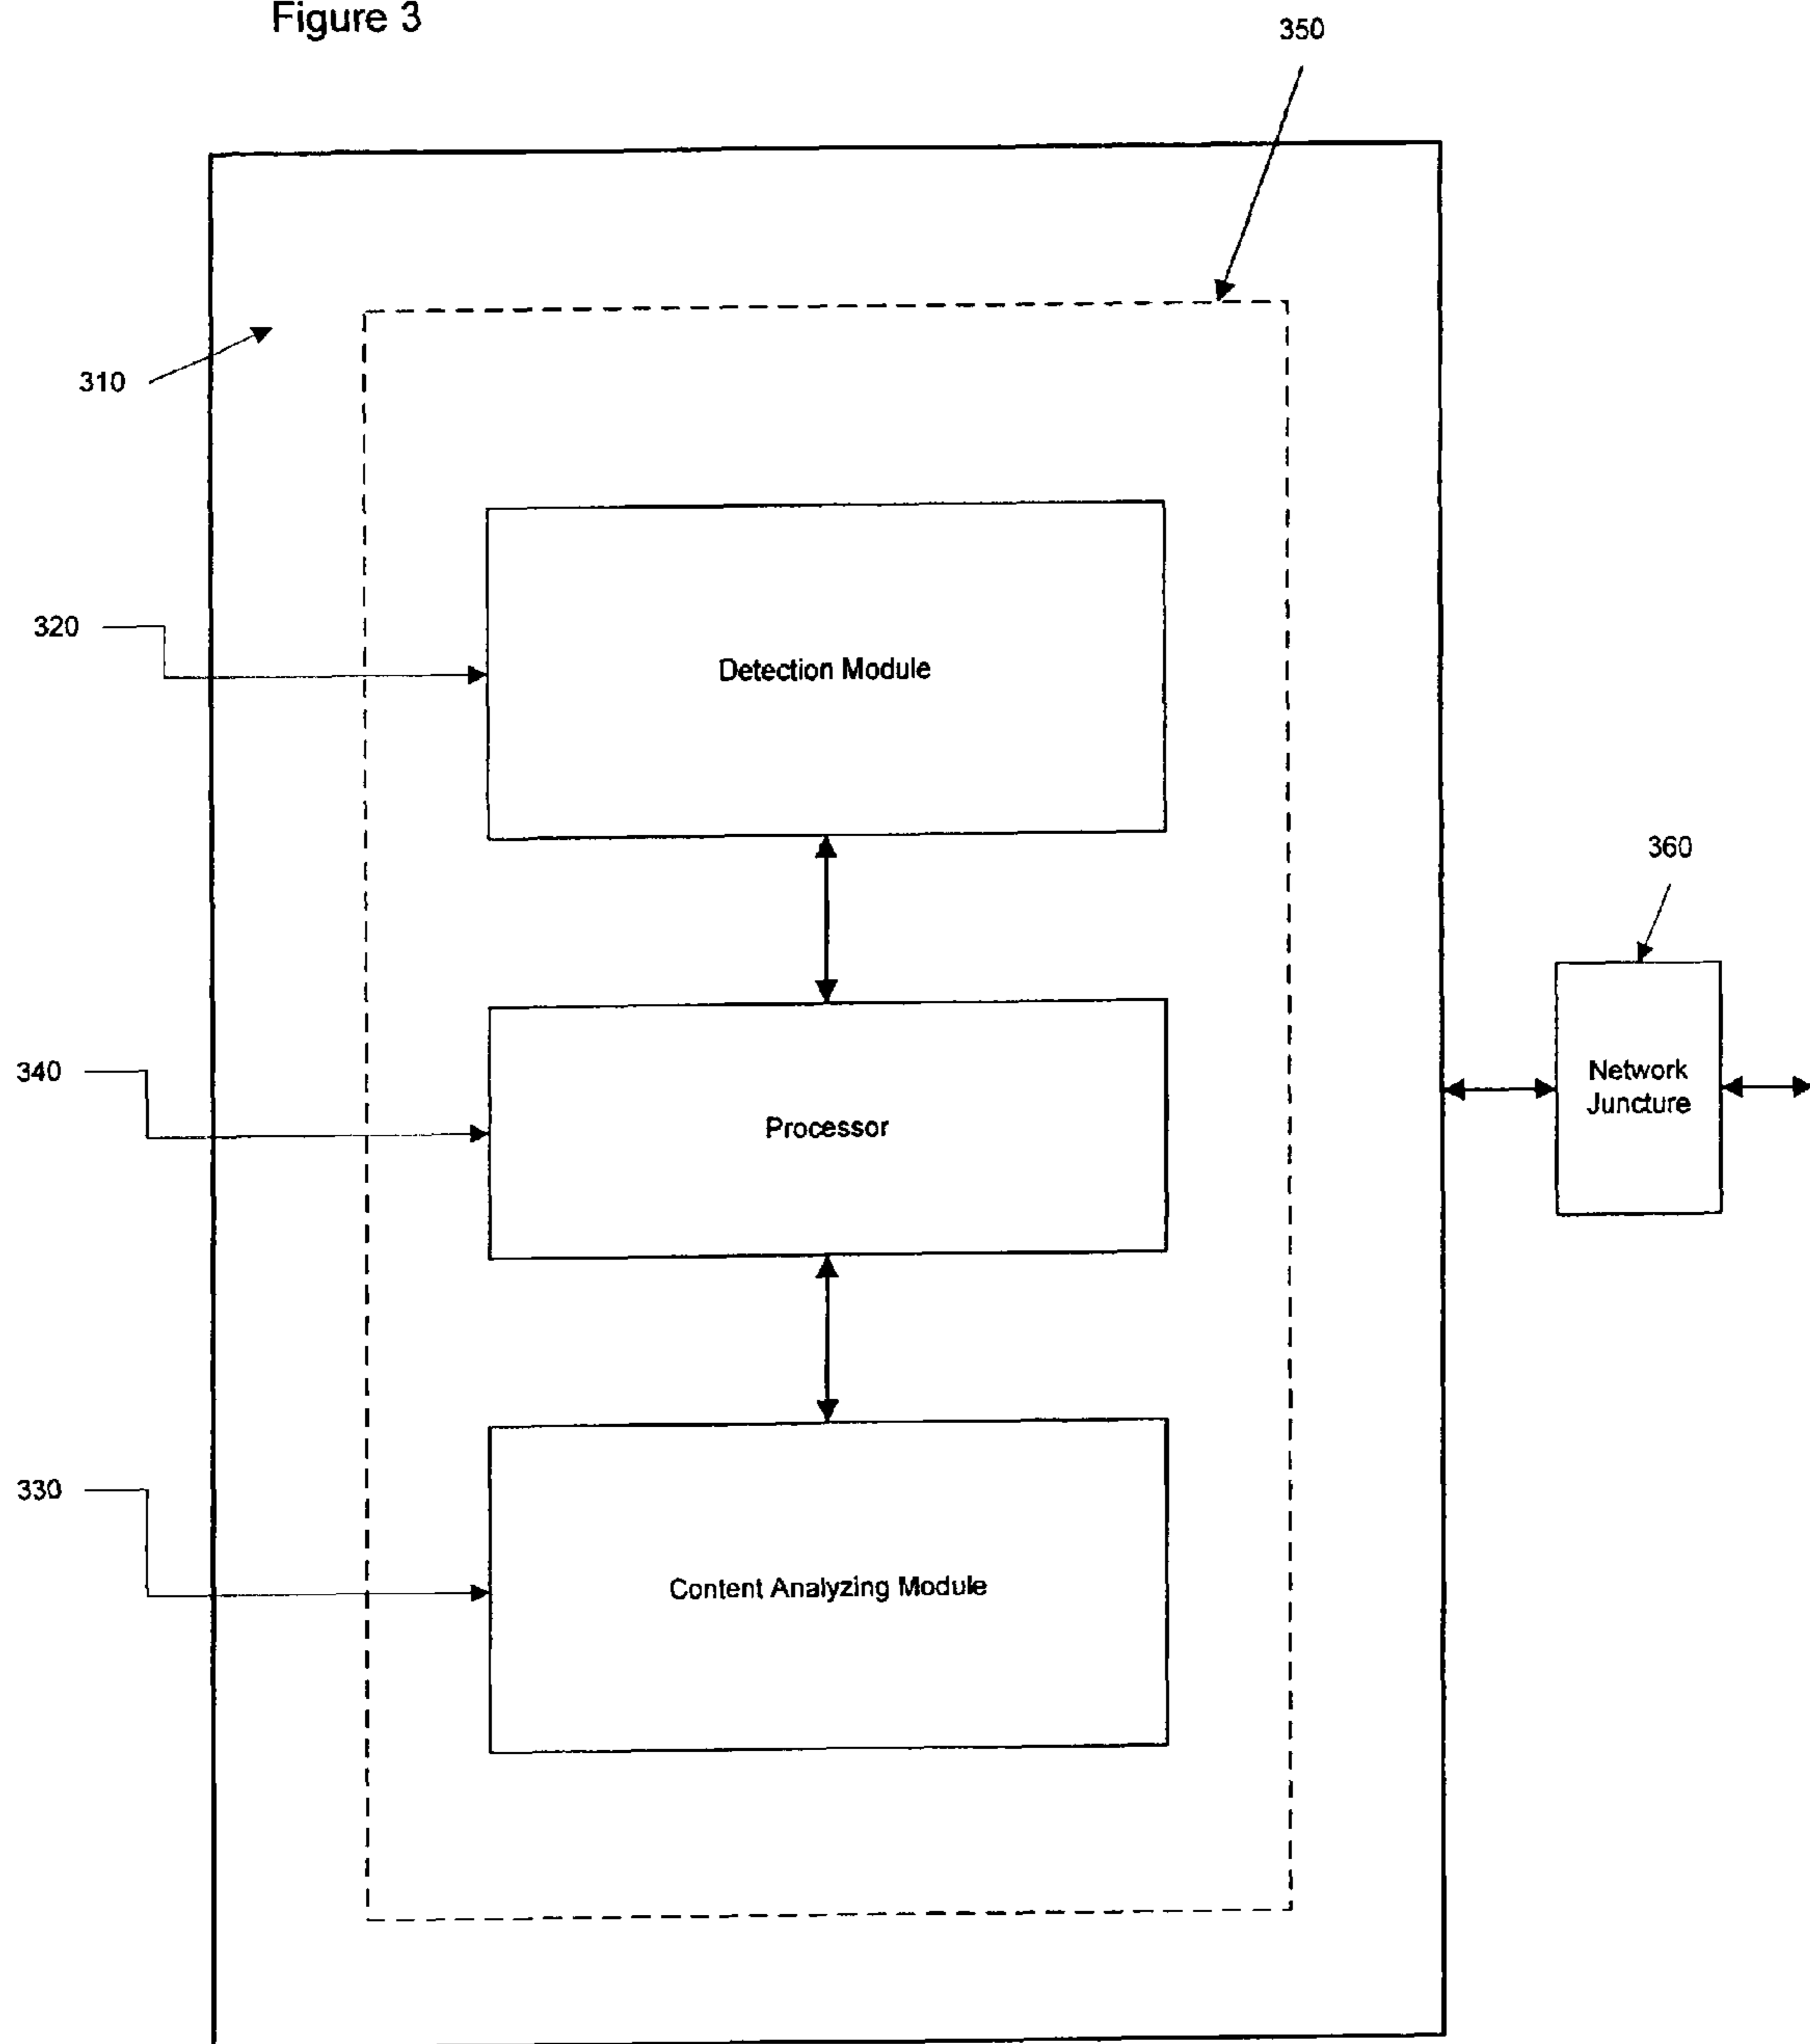 Figure 3
350
310
320
Detection Module
360
340
Processor
Network
Juncture
330
Content Analyzing Module